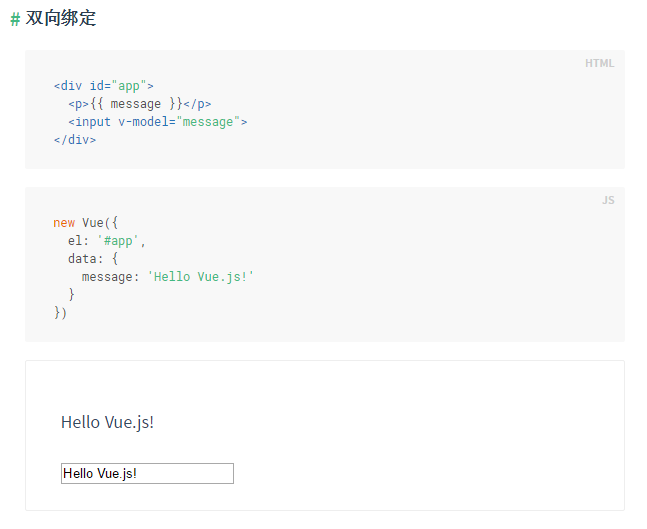 # 双向绑定
HTML
<div id="app">
  <p>{{ message }}</p>
  <input v-model="message">
</div>
JS
new Vue({
  el: '#app',
  data: {
    message: 'Hello Vue.js!'
  }
})
Hello Vue.js!
Hello Vue.js!